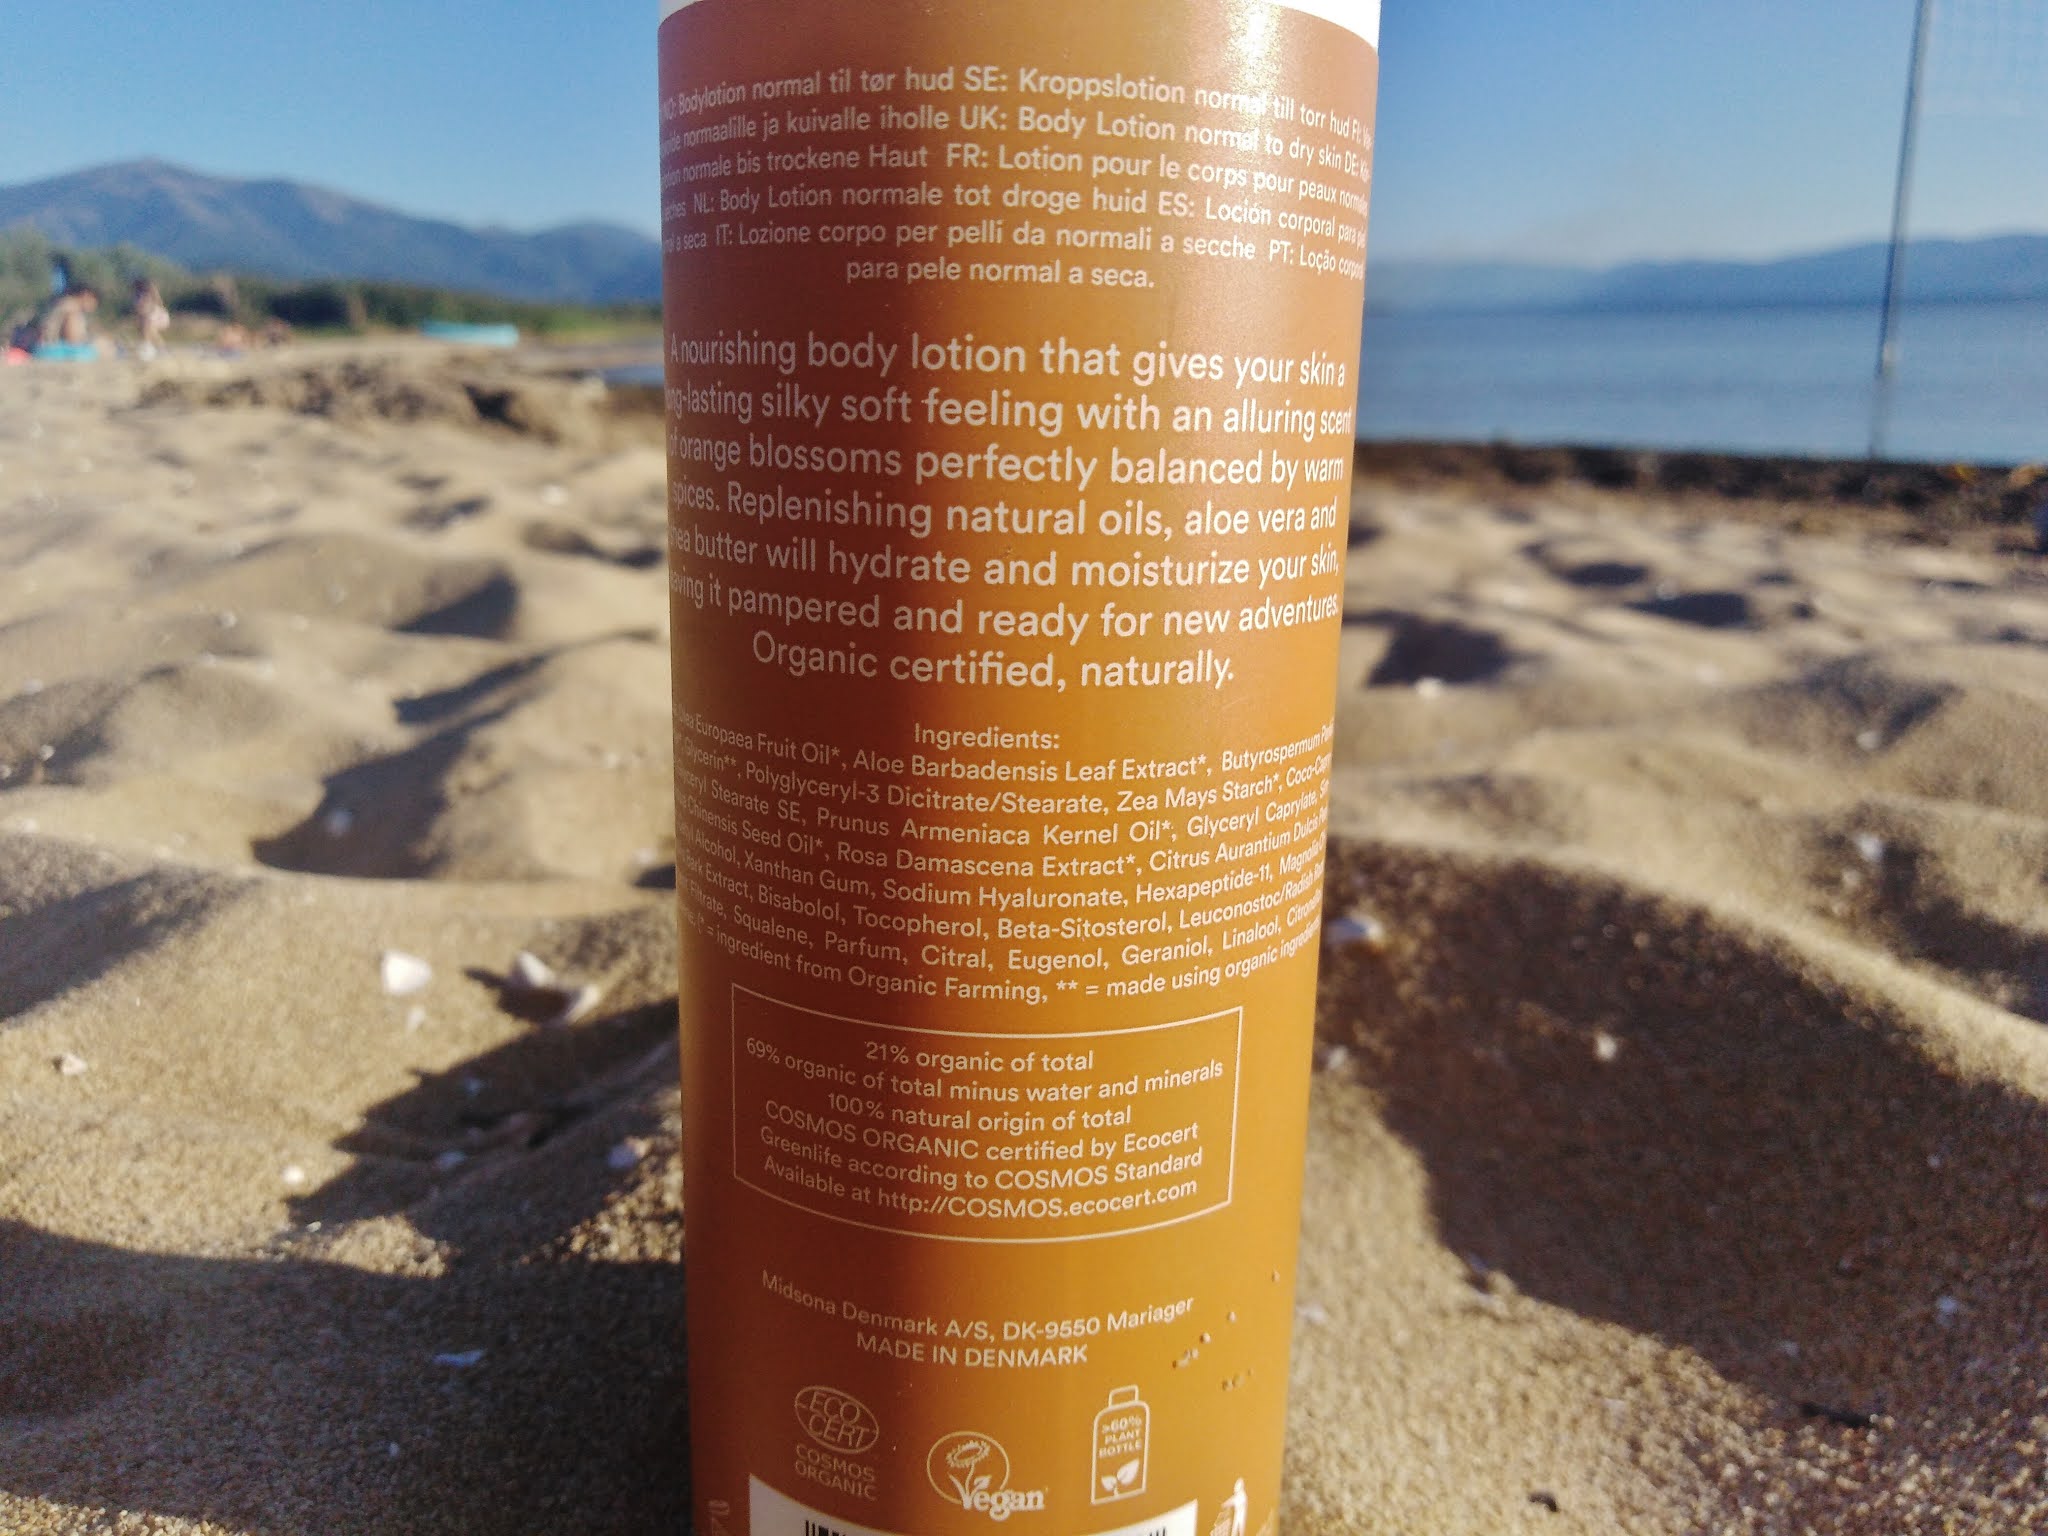 NO: Bodylotion normal til tør hud SE: Kroppslotion normal till torr hud FI:
normaalille ja kuivalle iholle UK: Body Lotion normal to dry skin DE:
normale bis trockene Haut FR: Lotion pour le corps pour peaux
NL: Body Lotion normale tot droge huid ES: Loción corporal para
a seca IT: Lozione corpo per pelli da normali a secche PT: Loção
para pele normal a seca.
A nourishing body lotion that gives your skin a
silky soft feeling with an alluring scent
of orange blossoms perfectly balanced by warm
spices. Replenishing natural oils, aloe vera and
butter will hydrate and moisturize your skin,
it pampered and ready for new adventures.
Organic certified, naturally.
Ingredients:
Europaea Fruit Oil*, Aloe Barbadensis Leaf Extract*, Butyrospermum
Glycerin**, Polyglyceryl-3 Dicitrate/Stearate, Zea Mays Starch*,
Stearate SE, Prunus Armeniaca Kernel Oil*, Glyceryl Caprylate,
Chinensis Seed Oil*, Rosa Damascena Extract*, Citrus Aurantium Dulcis
Alcohol, Xanthan Gum, Sodium Hyaluronate, Hexapeptide-11,
Bark Extract, Bisabolol, Tocopherol, Beta-Sitosterol, Leuconostoc/Radish
Filtrate, Squalene, Parfum, Citral, Eugenol, Geraniol, Linalool,
(* = ingredient from Organic Farming, ** = made using organic
21% organic of total
69% organic of total minus water and minerals
100% natural origin of total
COSMOS ORGANIC certified by Ecocert
Greenlife according to COSMOS Standard
Available at http://COSMOS.ecocert.com
Midsona Denmark A/S, DK-9550 Mariager
MADE IN DENMARK
ECO
CERT
COSMOS
ORGANIC
Vegan
>60%
PLANT
BOTTLE